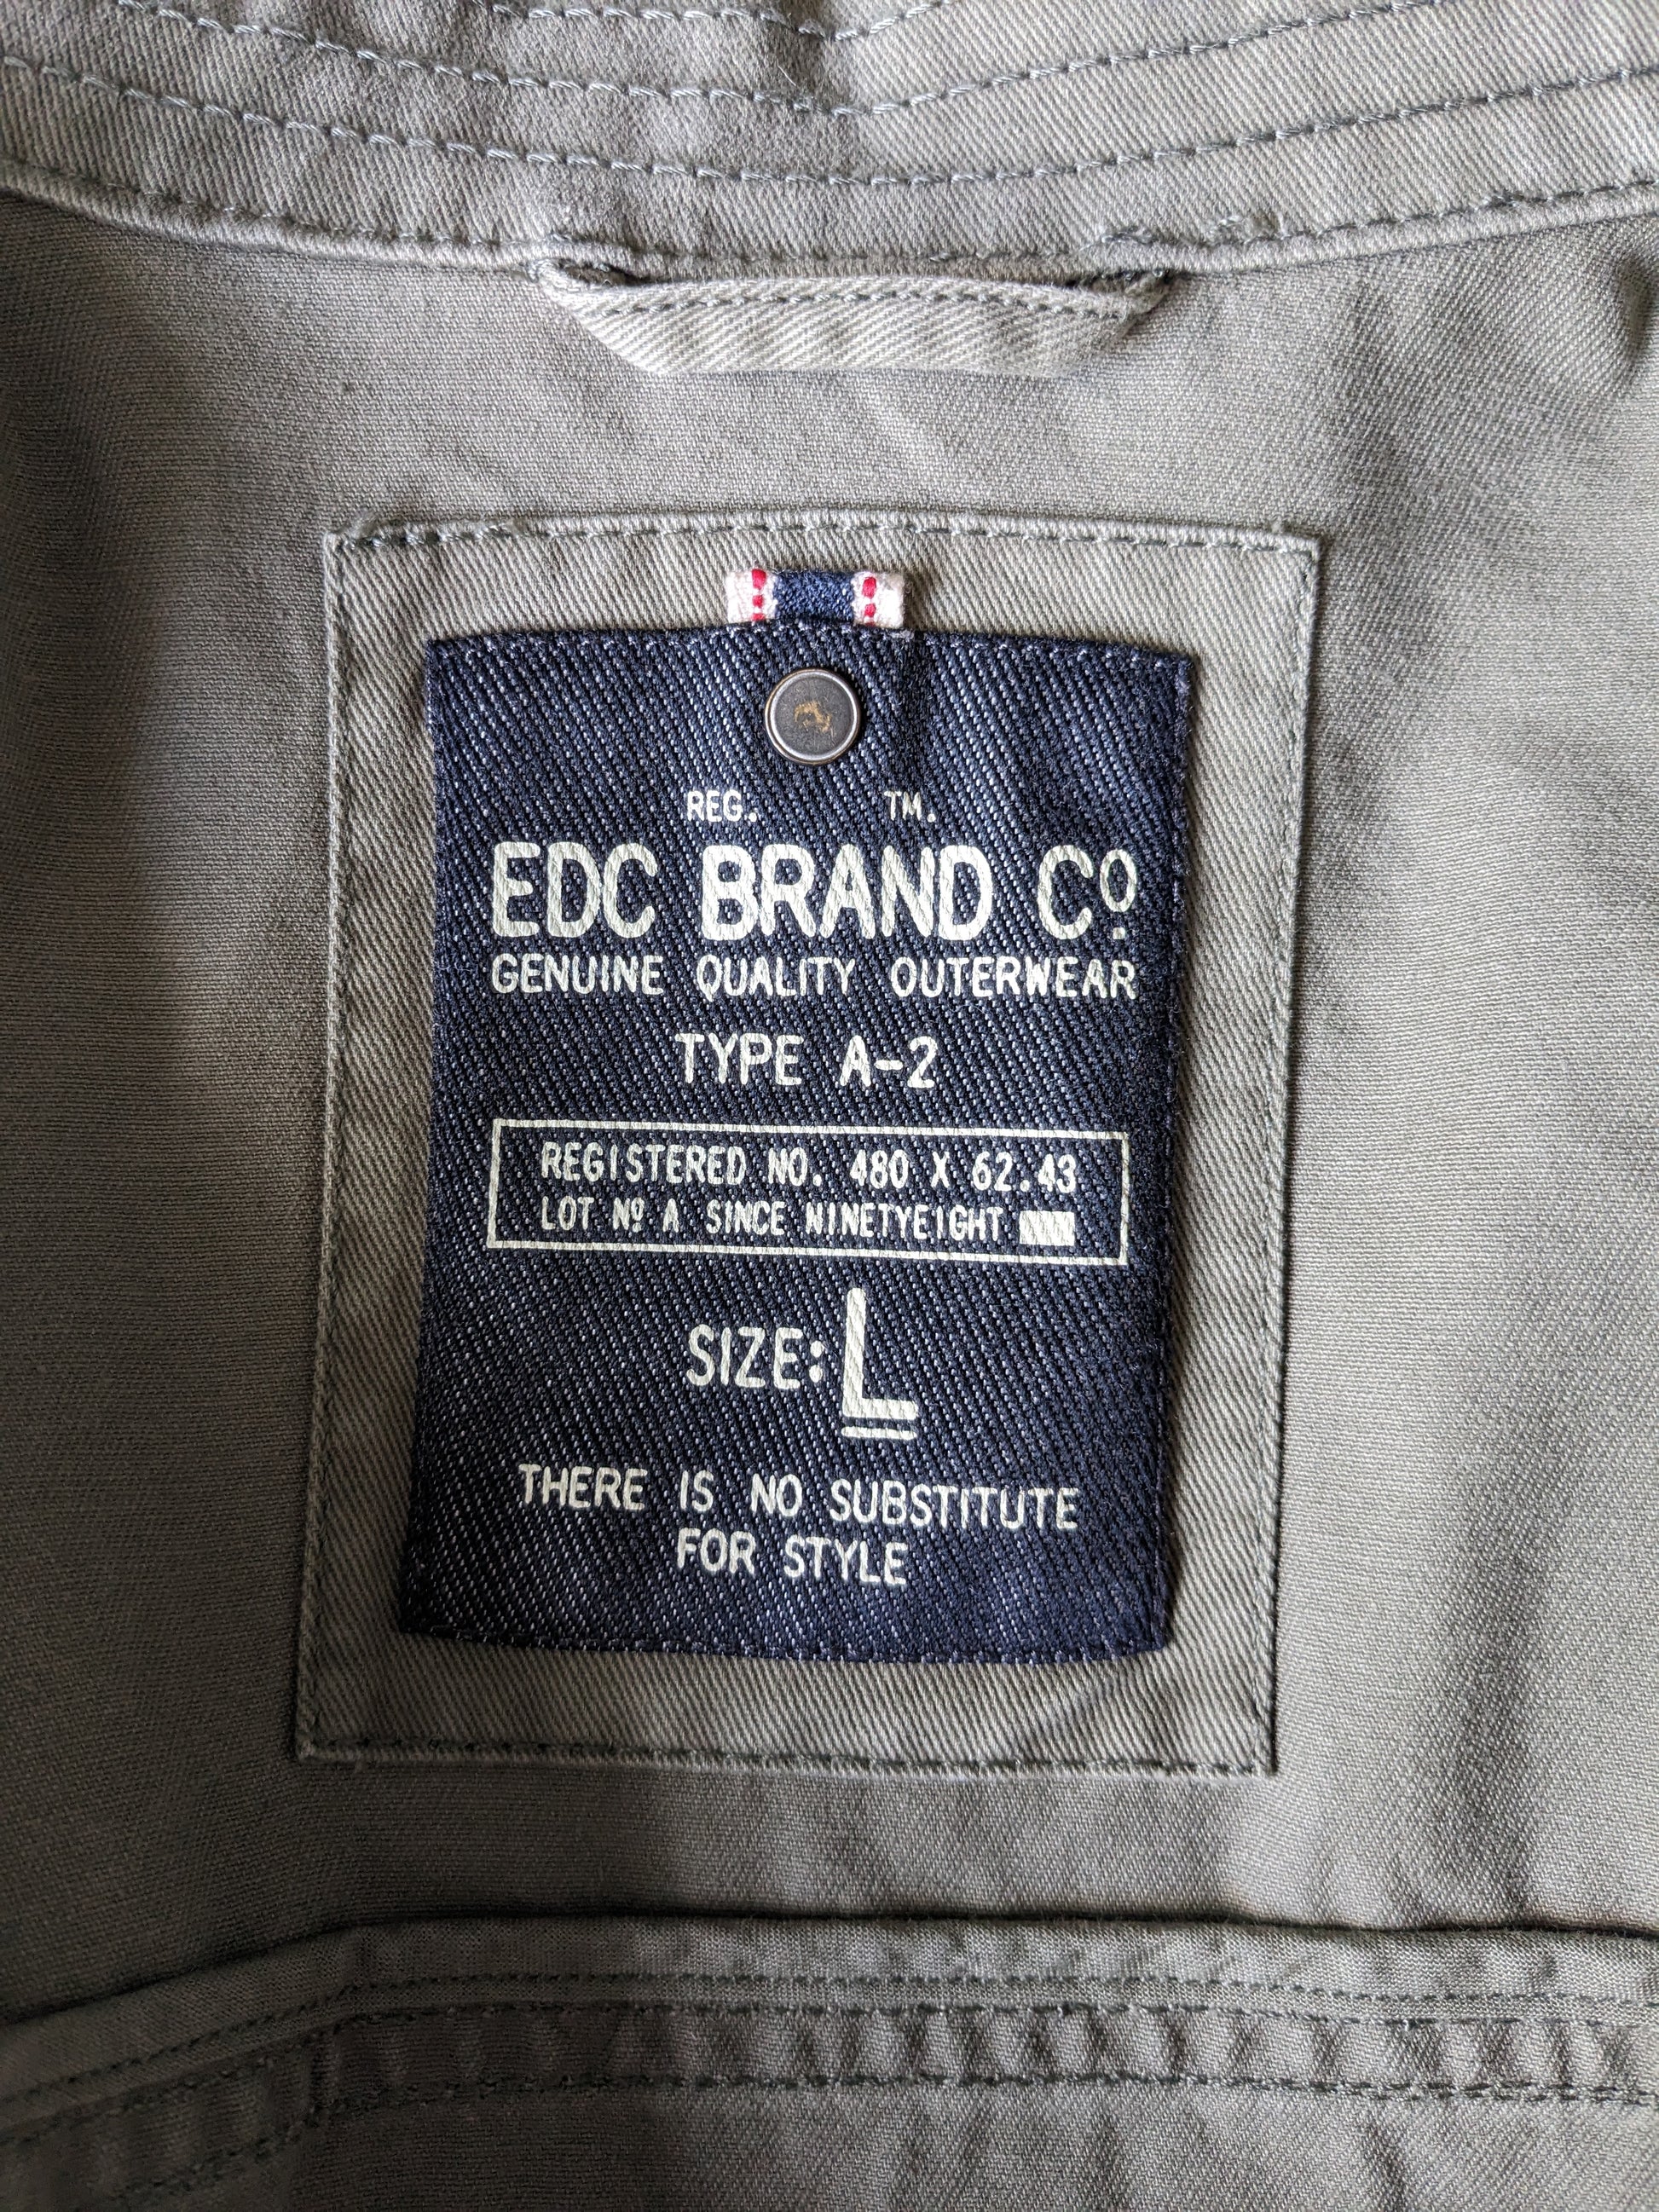 REG. TM.
EDC BRAND Cº.
GENUINE QUALITY OUTERWEAR
TYPE A-2
REGISTERED NO. 480 X 62.43
LOT Nº A SINCE NINETYEIGHT
SIZE: L
THERE IS NO SUBSTITUTE
FOR STYLE